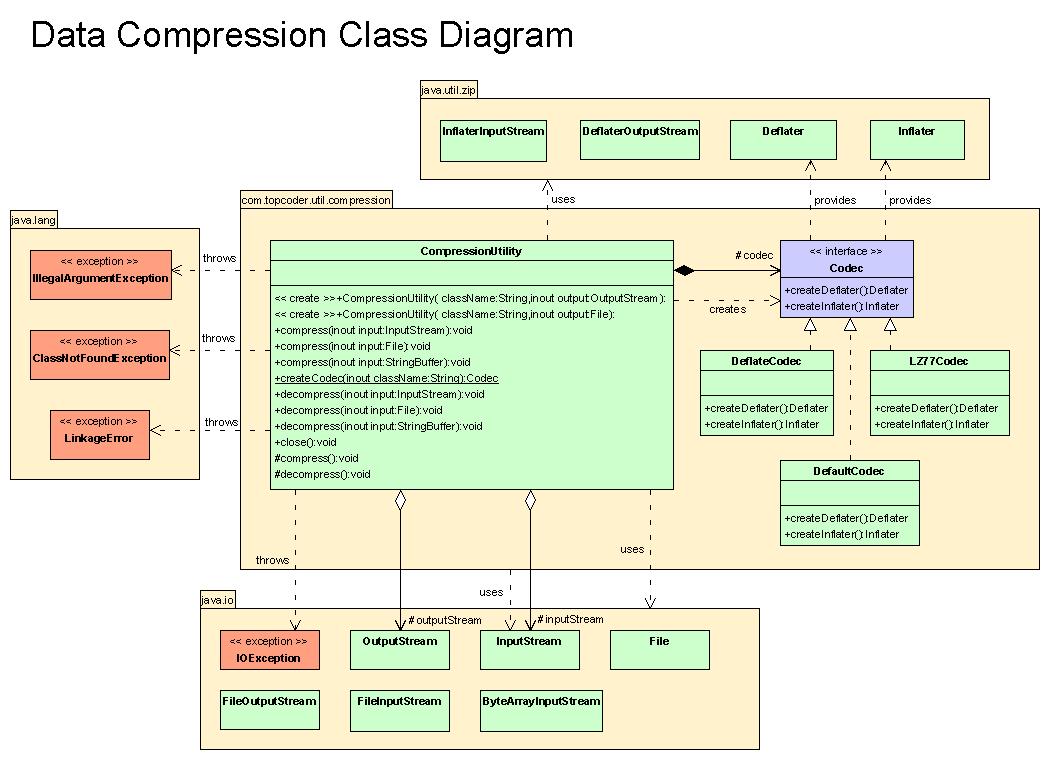 Data Compression Class Diagram
java.util.zip
InflaterInputStream
DeflaterOutputStream
Deflater
Inflater
uses
provides
provides
com.topcoder.util.compression
java.lang
<< exception >>
IllegalArgumentException
<< exception >>
ClassNotFoundException
<< exception >>
LinkageError
throws
throws
throws
CompressionUtility
<< create >>+CompressionUtility( className:String,inout output:OutputStream):
<< create >>+CompressionUtility( className:String,inout output:File):
+compress(inout input:InputStream):void
+compress(inout input:File):void
+compress(inout input:StringBuffer):void
+createCodec(inout className:String):Codec
+decompress(inout input:InputStream):void
+decompress(inout input:File):void
+decompress(inout input:StringBuffer):void
+close():void
#compress():void
#decompress():void
#codec
creates
<< interface >>
Codec
+createDeflater():Deflater
+createInflater():Inflater
DeflateCodec
+createDeflater():Deflater
+createInflater():Inflater
LZ77Codec
+createDeflater():Deflater
+createInflater():Inflater
DefaultCodec
+createDeflater():Deflater
+createInflater():Inflater
throws
uses
uses
java.io
#outputStream
#inputStream
<< exception >>
IOException
OutputStream
InputStream
File
FileOutputStream
FileInputStream
ByteArrayInputStream